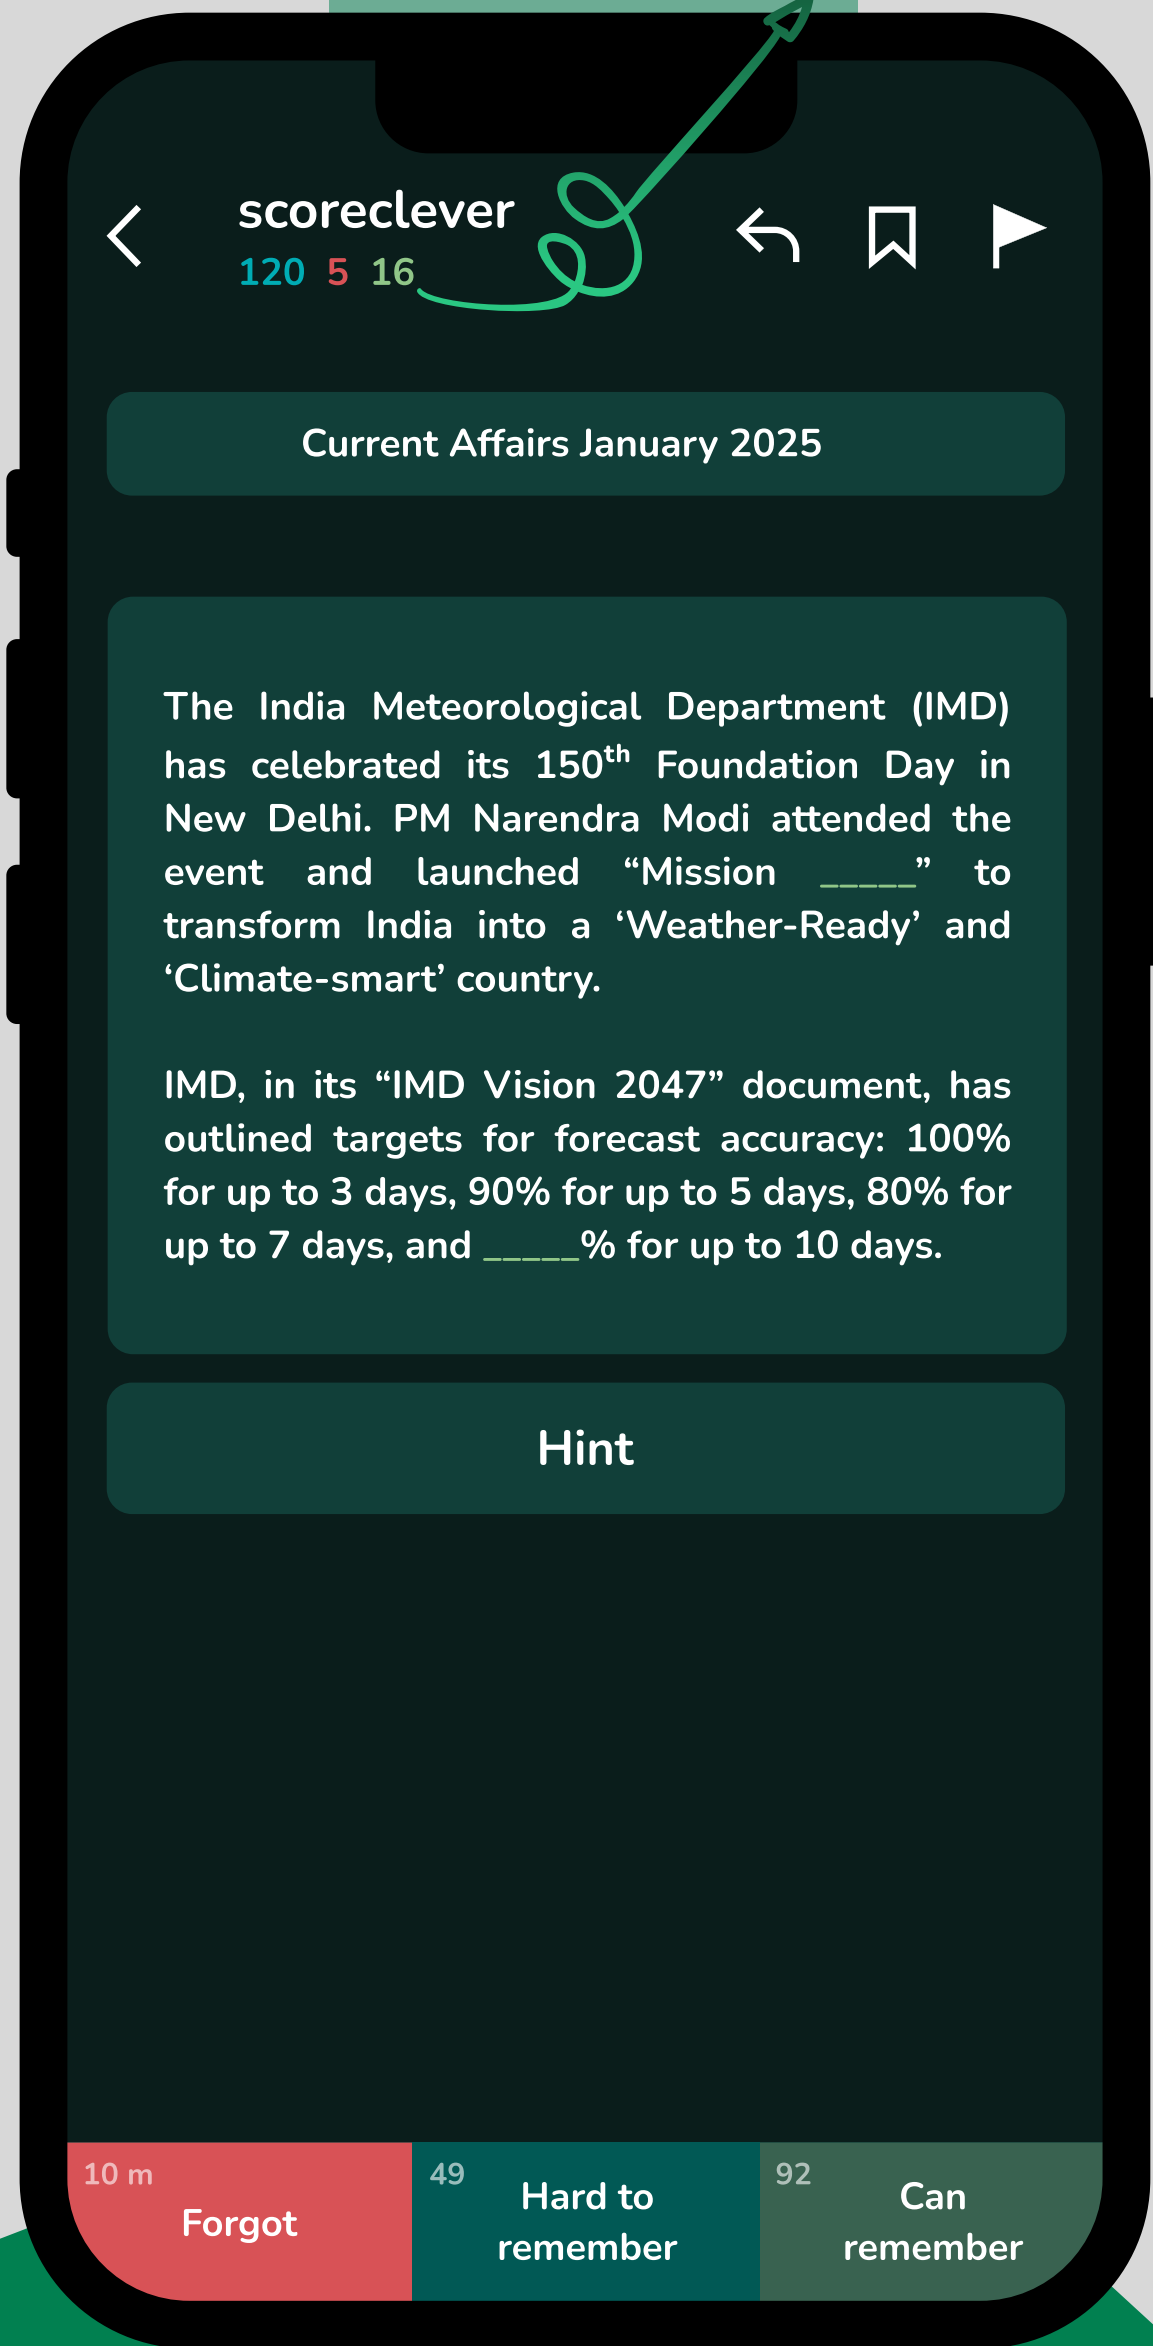 scoreclever
120 5 16
Current Affairs January 2025
The India Meteorological Department (IMD)
has celebrated its 150th Foundation Day in
New Delhi. PM Narendra Modi attended the
event and launched “Mission _____” to
transform India into a ‘Weather-Ready’ and
‘Climate-smart’ country.
IMD, in its “IMD Vision 2047” document, has
outlined targets for forecast accuracy: 100%
for up to 3 days, 90% for up to 5 days, 80% for
up to 7 days, and _____% for up to 10 days.
Hint
10 m
Forgot
49
Hard to
remember
92
Can
remember